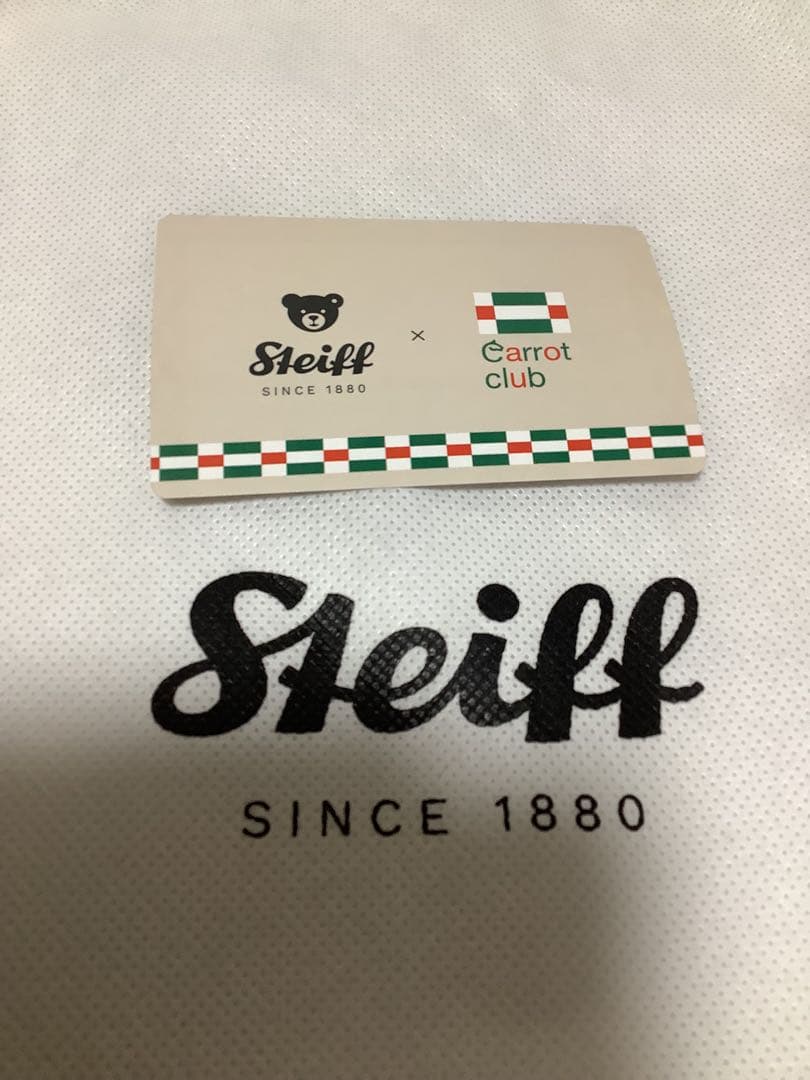 Steiff
SINCE 1880
×
Carrot
club
Steiff
SINCE 1880